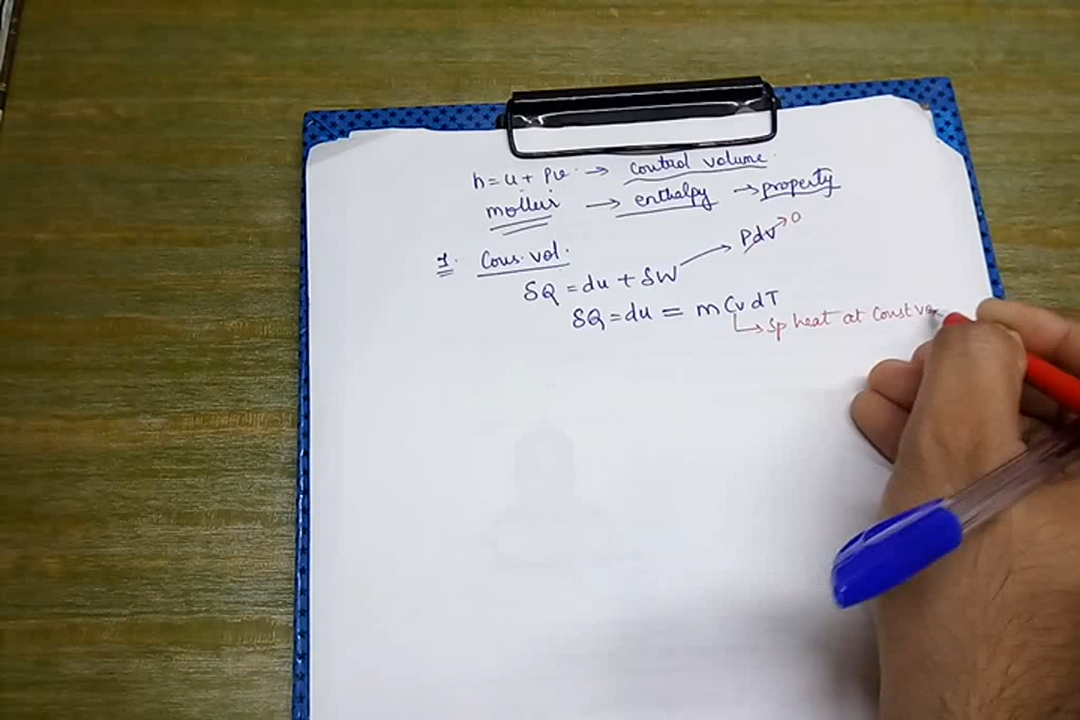 h = u + pv → control volume
mollier → enthalpy → property
1. Cons. vol.
δQ = du + δW → Pdv → 0
δQ = du = m Cv dT
↳ Sp heat at Const vo